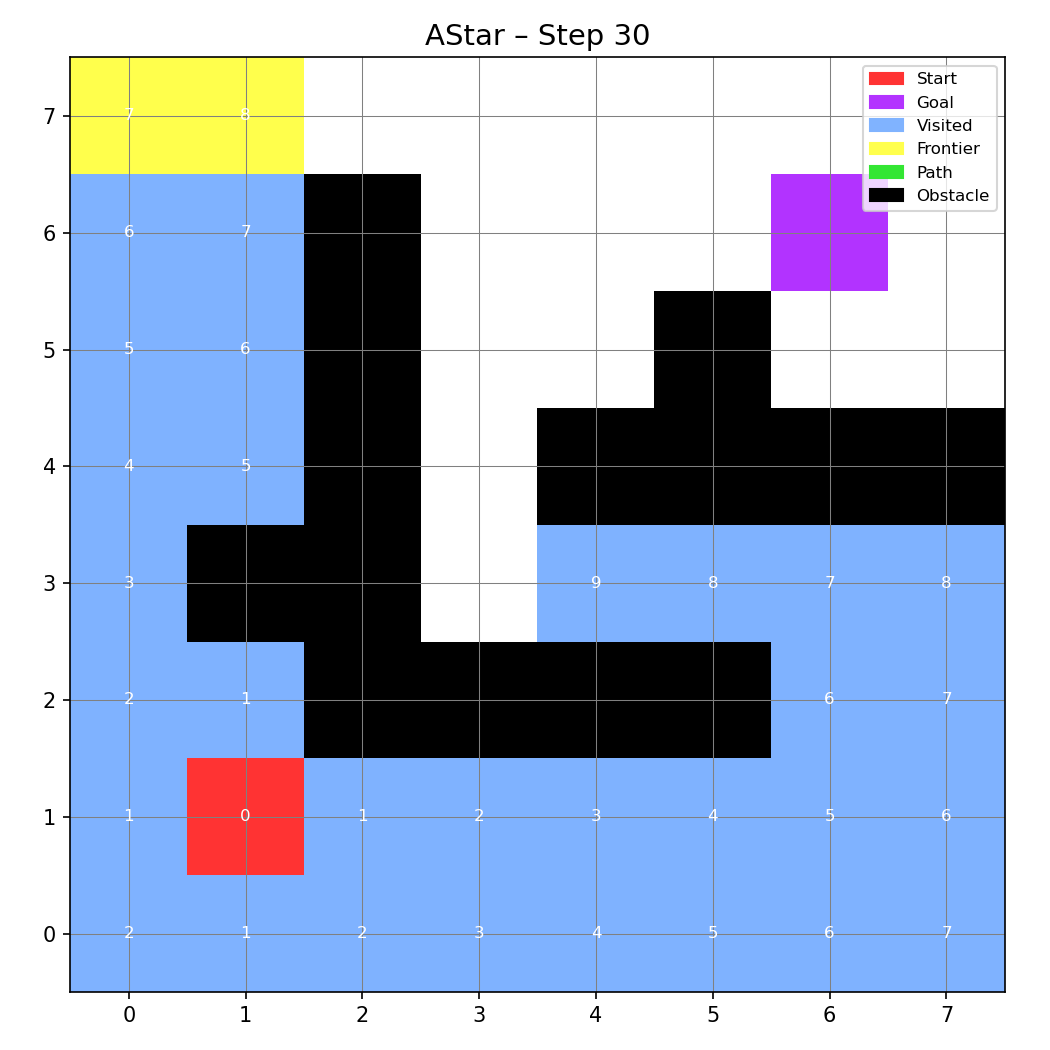 AStar – Step 30
Start
Goal
Visited
Frontier
Path
Obstacle
7 7 8
6 6 7
5 5 6
4 4 5
3 3 9 8 7 8
2 2 1 6 7
1 1 0 1 2 3 4 5 6
0 2 1 2 3 4 5 6 7
0 1 2 3 4 5 6 7